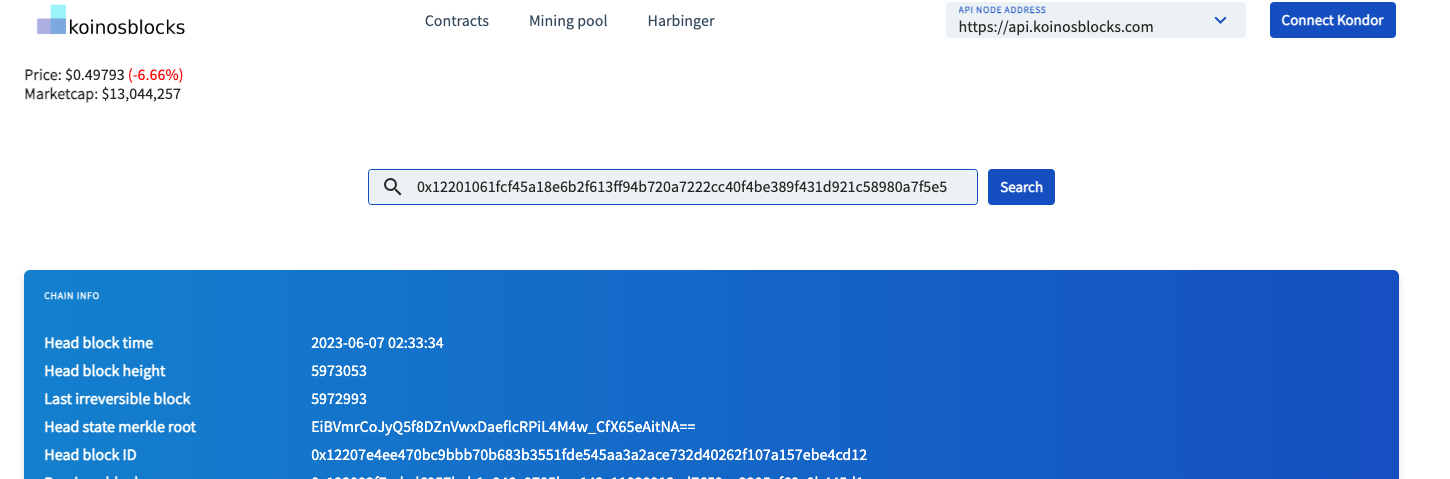 koinosblocks
Contracts Mining pool Harbinger
API NODE ADDRESS
https://api.koinosblocks.com
Connect Kondor
Price: $0.49793 (-6.66%)
Marketcap: $13,044,257
0x12201061fcf45a18e6b2f613ff94b720a7222cc40f4be389f431d921c58980a7f5e5
Search
CHAIN INFO
Head block time 2023-06-07 02:33:34
Head block height 5973053
Last irreversible block 5972993
Head state merkle root EiBVmrCoJyQ5f8DZnVwxDaeflcRPiL4M4w_CfX65eAitNA==
Head block ID 0x12207e4ee470bc9bbb70b683b3551fde545aa3a2ace732d40262f107a157ebe4cd12